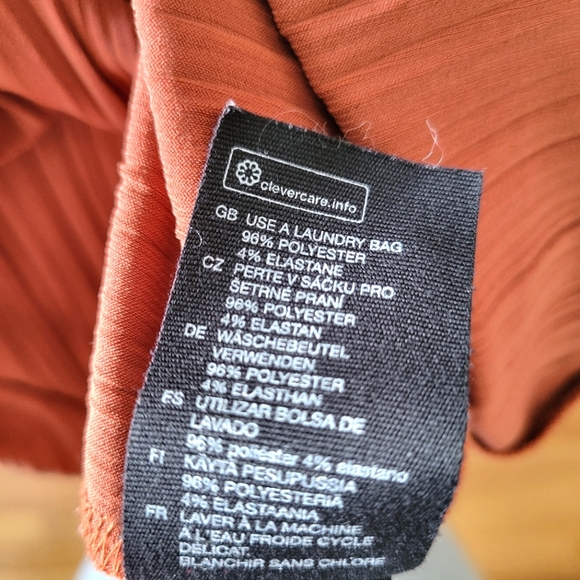 clevercare.info
GB USE A LAUNDRY BAG
96% POLYESTER
4% ELASTANE
CZ PERTE V SÁČKU PRO
ŠETRNÉ PRANÍ
96% POLYESTER
4% ELASTAN
DE WÄSCHEBEUTEL
VERWENDEN
96% POLYESTER
4% ELASTHAN
ES UTILIZAR BOLSA DE
LAVADO
96% poliéster 4% elastano
FI KÄYTÄ PESUPUSSIA
96% POLYESTERIA
4% ELASTAANIA
FR LAVER À LA MACHINE
À L'EAU FROIDE CYCLE
DÉLICAT.
BLANCHIR SANS CHLORE